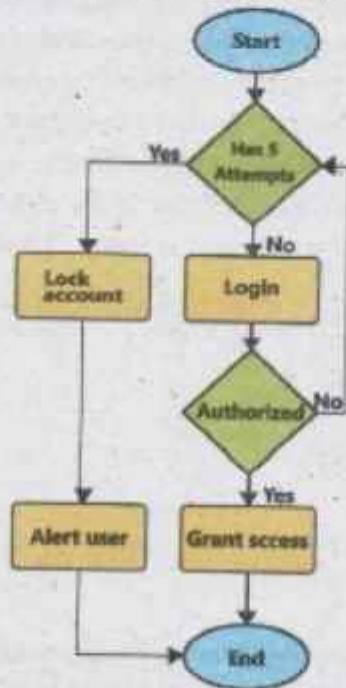 Start
Has 5
Attempts
Yes
No
Lock
account
Login
Authorized
No
Yes
Alert user
Grant sccess
End